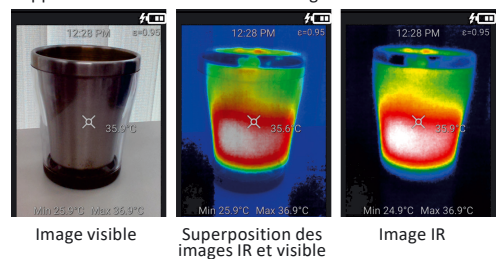 12:28 PM
ε=0.95
35.9°C
Min 25.9°C Max 36.9°C
12:28 PM
ε=0.95
35.6°C
Min 25.9°C Max 36.9°C
12:28 PM
ε=0.95
35.9°C
Min 24.9°C Max 36.9°C
Image visible
Superposition des
images IR et visible
Image IR